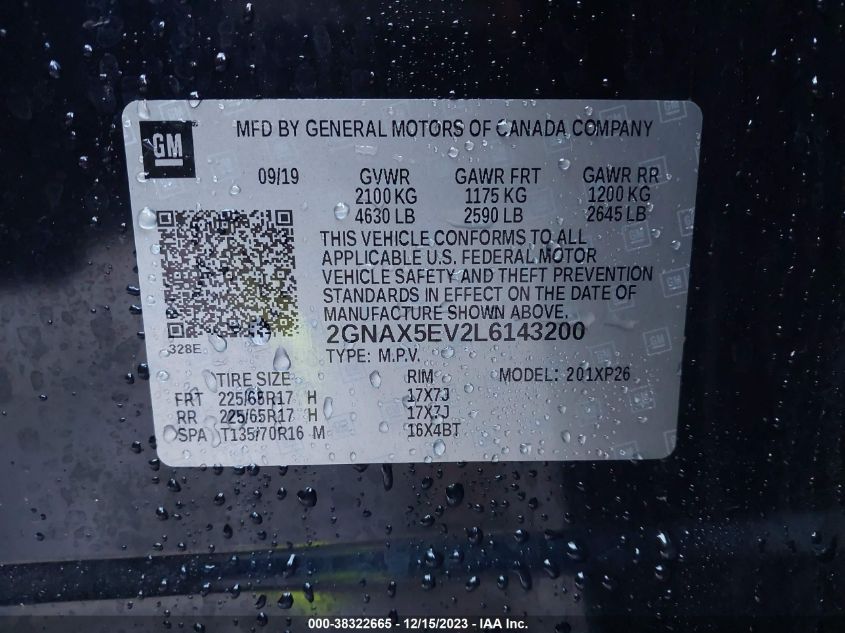 GM
MFD BY GENERAL MOTORS OF CANADA COMPANY
09/19 GVWR GAWR FRT GAWR RR
2100 KG 1175 KG 1200 KG
4630 LB 2590 LB 2645 LB
THIS VEHICLE CONFORMS TO ALL
APPLICABLE U.S. FEDERAL MOTOR
VEHICLE SAFETY AND THEFT PREVENTION
STANDARDS IN EFFECT ON THE DATE OF
MANUFACTURE SHOWN ABOVE.
2GNAX5EV2L6143200
328E
TYPE: M.P.V.
TIRE SIZE RIM MODEL: 201XP26
FRT 225/65R17 H 17X7J
RR 225/65R17 H 17X7J
SPA T135/70R16 M 16X4BT
000-38322665 - 12/15/2023 - IAA Inc.